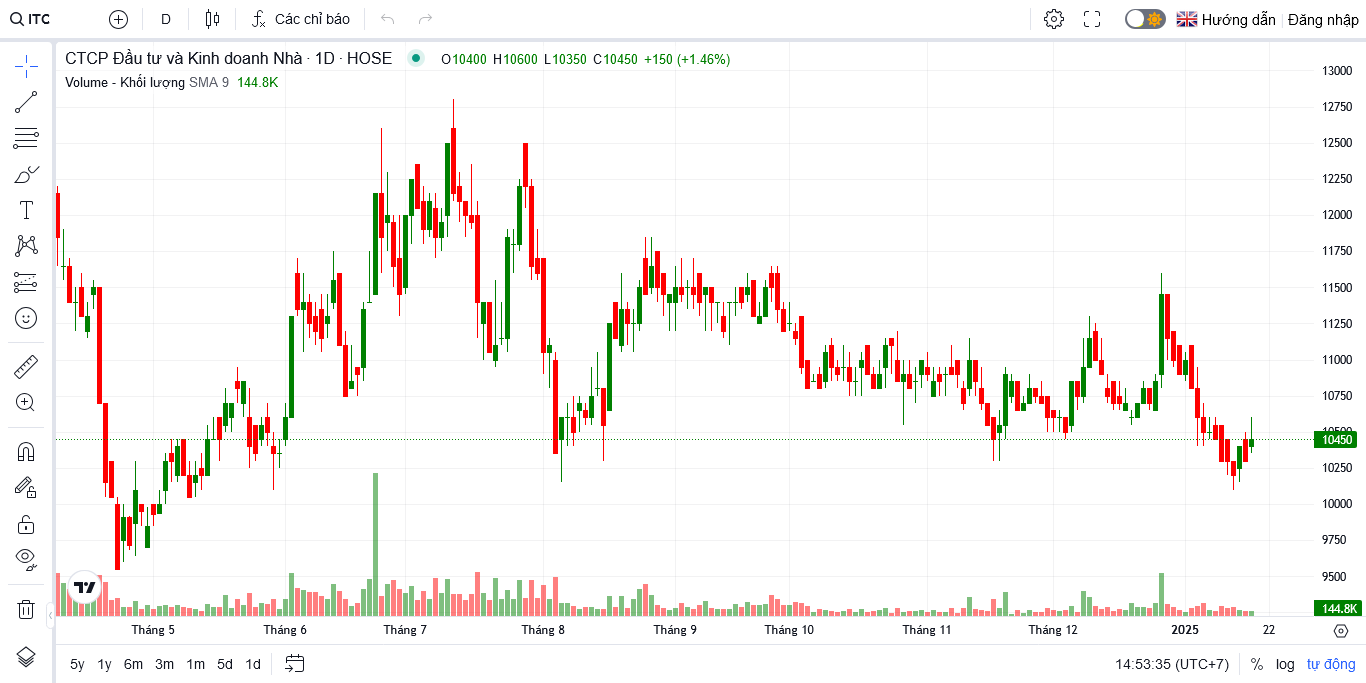 ITC D Các chỉ báo Hướng dẫn Đăng nhập
CTCP Đầu tư và Kinh doanh Nhà · 1D · HOSE O10400 H10600 L10350 C10450 +150 (+1.46%)
Volume - Khối lượng SMA 9 144.8K
13000
12750
12500
12250
12000
11750
11500
11250
11000
10750
10500
10450
10250
10000
9750
9500
144.8K
Tháng 5 Tháng 6 Tháng 7 Tháng 8 Tháng 9 Tháng 10 Tháng 11 Tháng 12 2025 22
5y 1y 6m 3m 1m 5d 1d 14:53:35 (UTC+7) % log tự động